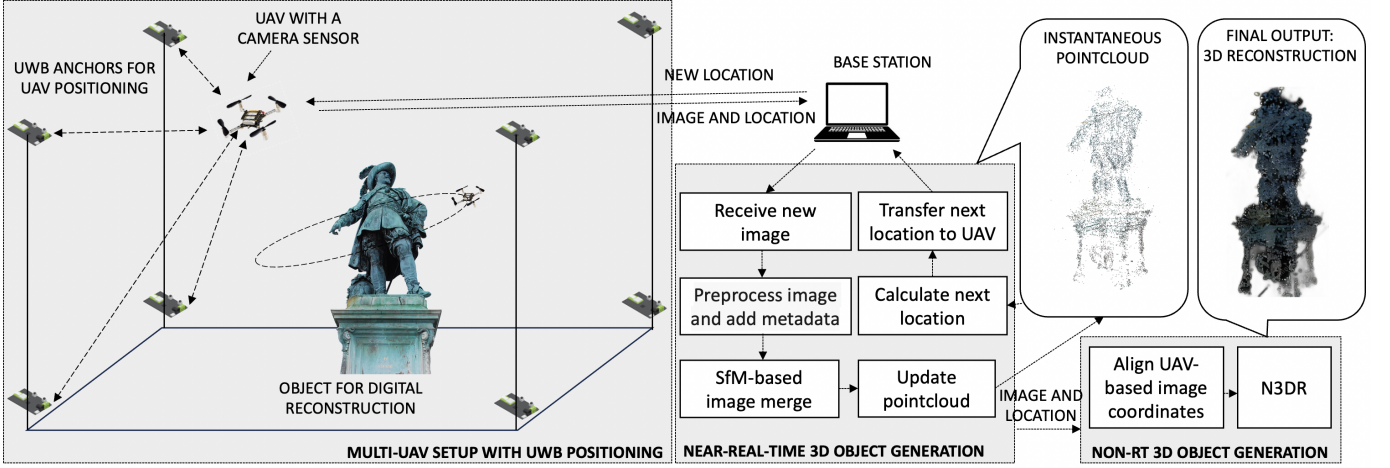 UAV WITH A
CAMERA SENSOR
UWB ANCHORS FOR
UAV POSITIONING
OBJECT FOR DIGITAL
RECONSTRUCTION
MULTI-UAV SETUP WITH UWB POSITIONING
NEW LOCATION
IMAGE AND LOCATION
BASE STATION
Receive new
image
Preprocess image
and add metadata
SfM-based
image merge
Update
pointcloud
Calculate next
location
Transfer next
location to UAV
NEAR-REAL-TIME 3D OBJECT GENERATION
INSTANTANEOUS
POINTCLOUD
FINAL OUTPUT:
3D RECONSTRUCTION
IMAGE AND
LOCATION
Align UAV-
based image
coordinates
N3DR
NON-RT 3D OBJECT GENERATION